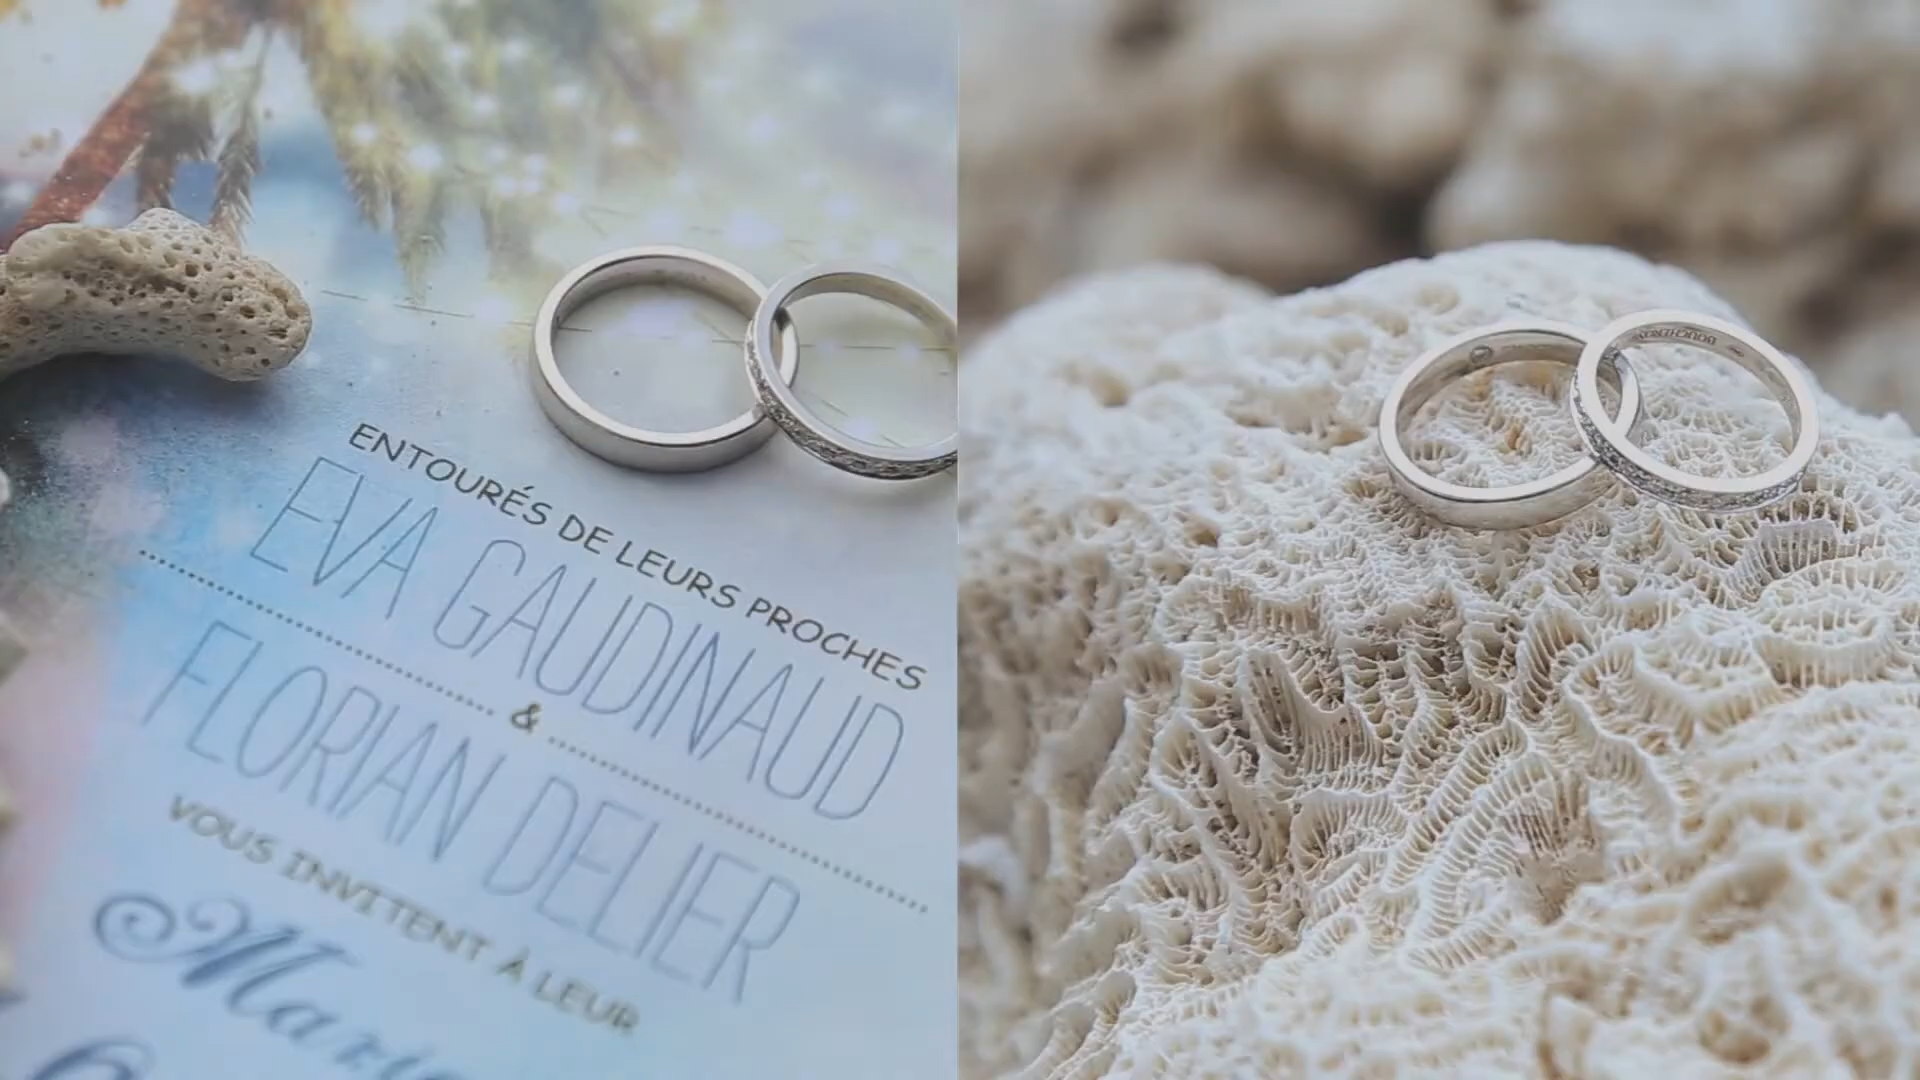 ENTOURÉS DE LEURS PROCHES
EVA GAUDINAUD
&
FLORIAN DELIER
VOUS INVITENT À LEUR